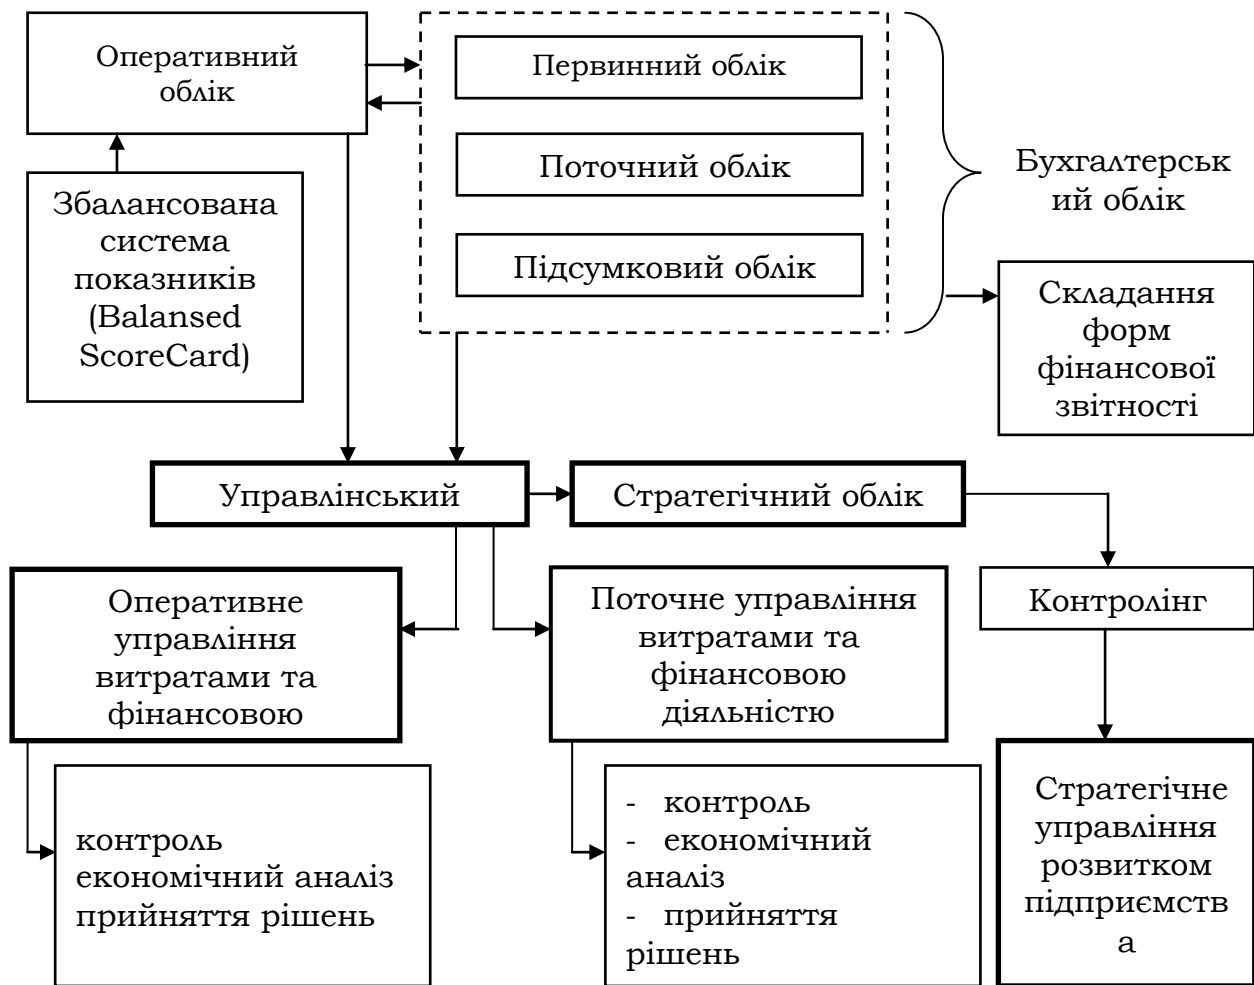 Оперативний
облік
Первинний облік
Поточний облік
Підсумковий облік
Бухгалтерськ
ий облік
Збалансована
система
показників
(Balansed
ScoreCard)
Складання
форм
фінансової
звітності
Управлінський
Стратегічний облік
Оперативне
управління
витратами та
фінансовою
Поточне управління
витратами та
фінансовою
діяльністю
Контролінг
контроль
економічний аналіз
прийняття рішень
- контроль
- економічний
аналіз
- прийняття
рішень
Стратегічне
управління
розвитком
підприємств
а